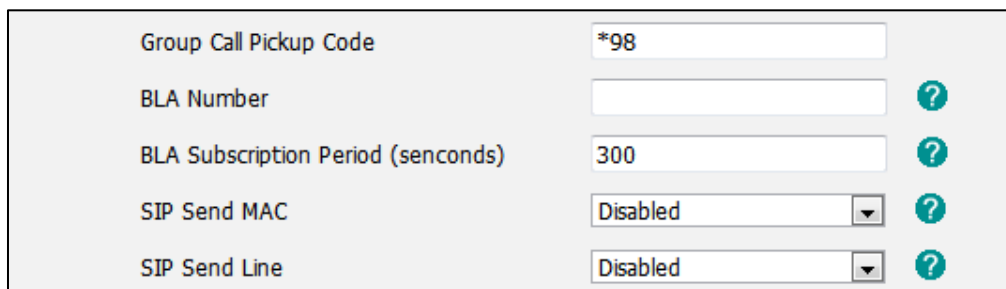 Group Call Pickup Code *98
BLA Number ?
BLA Subscription Period (senconds) 300 ?
SIP Send MAC Disabled ?
SIP Send Line Disabled ?